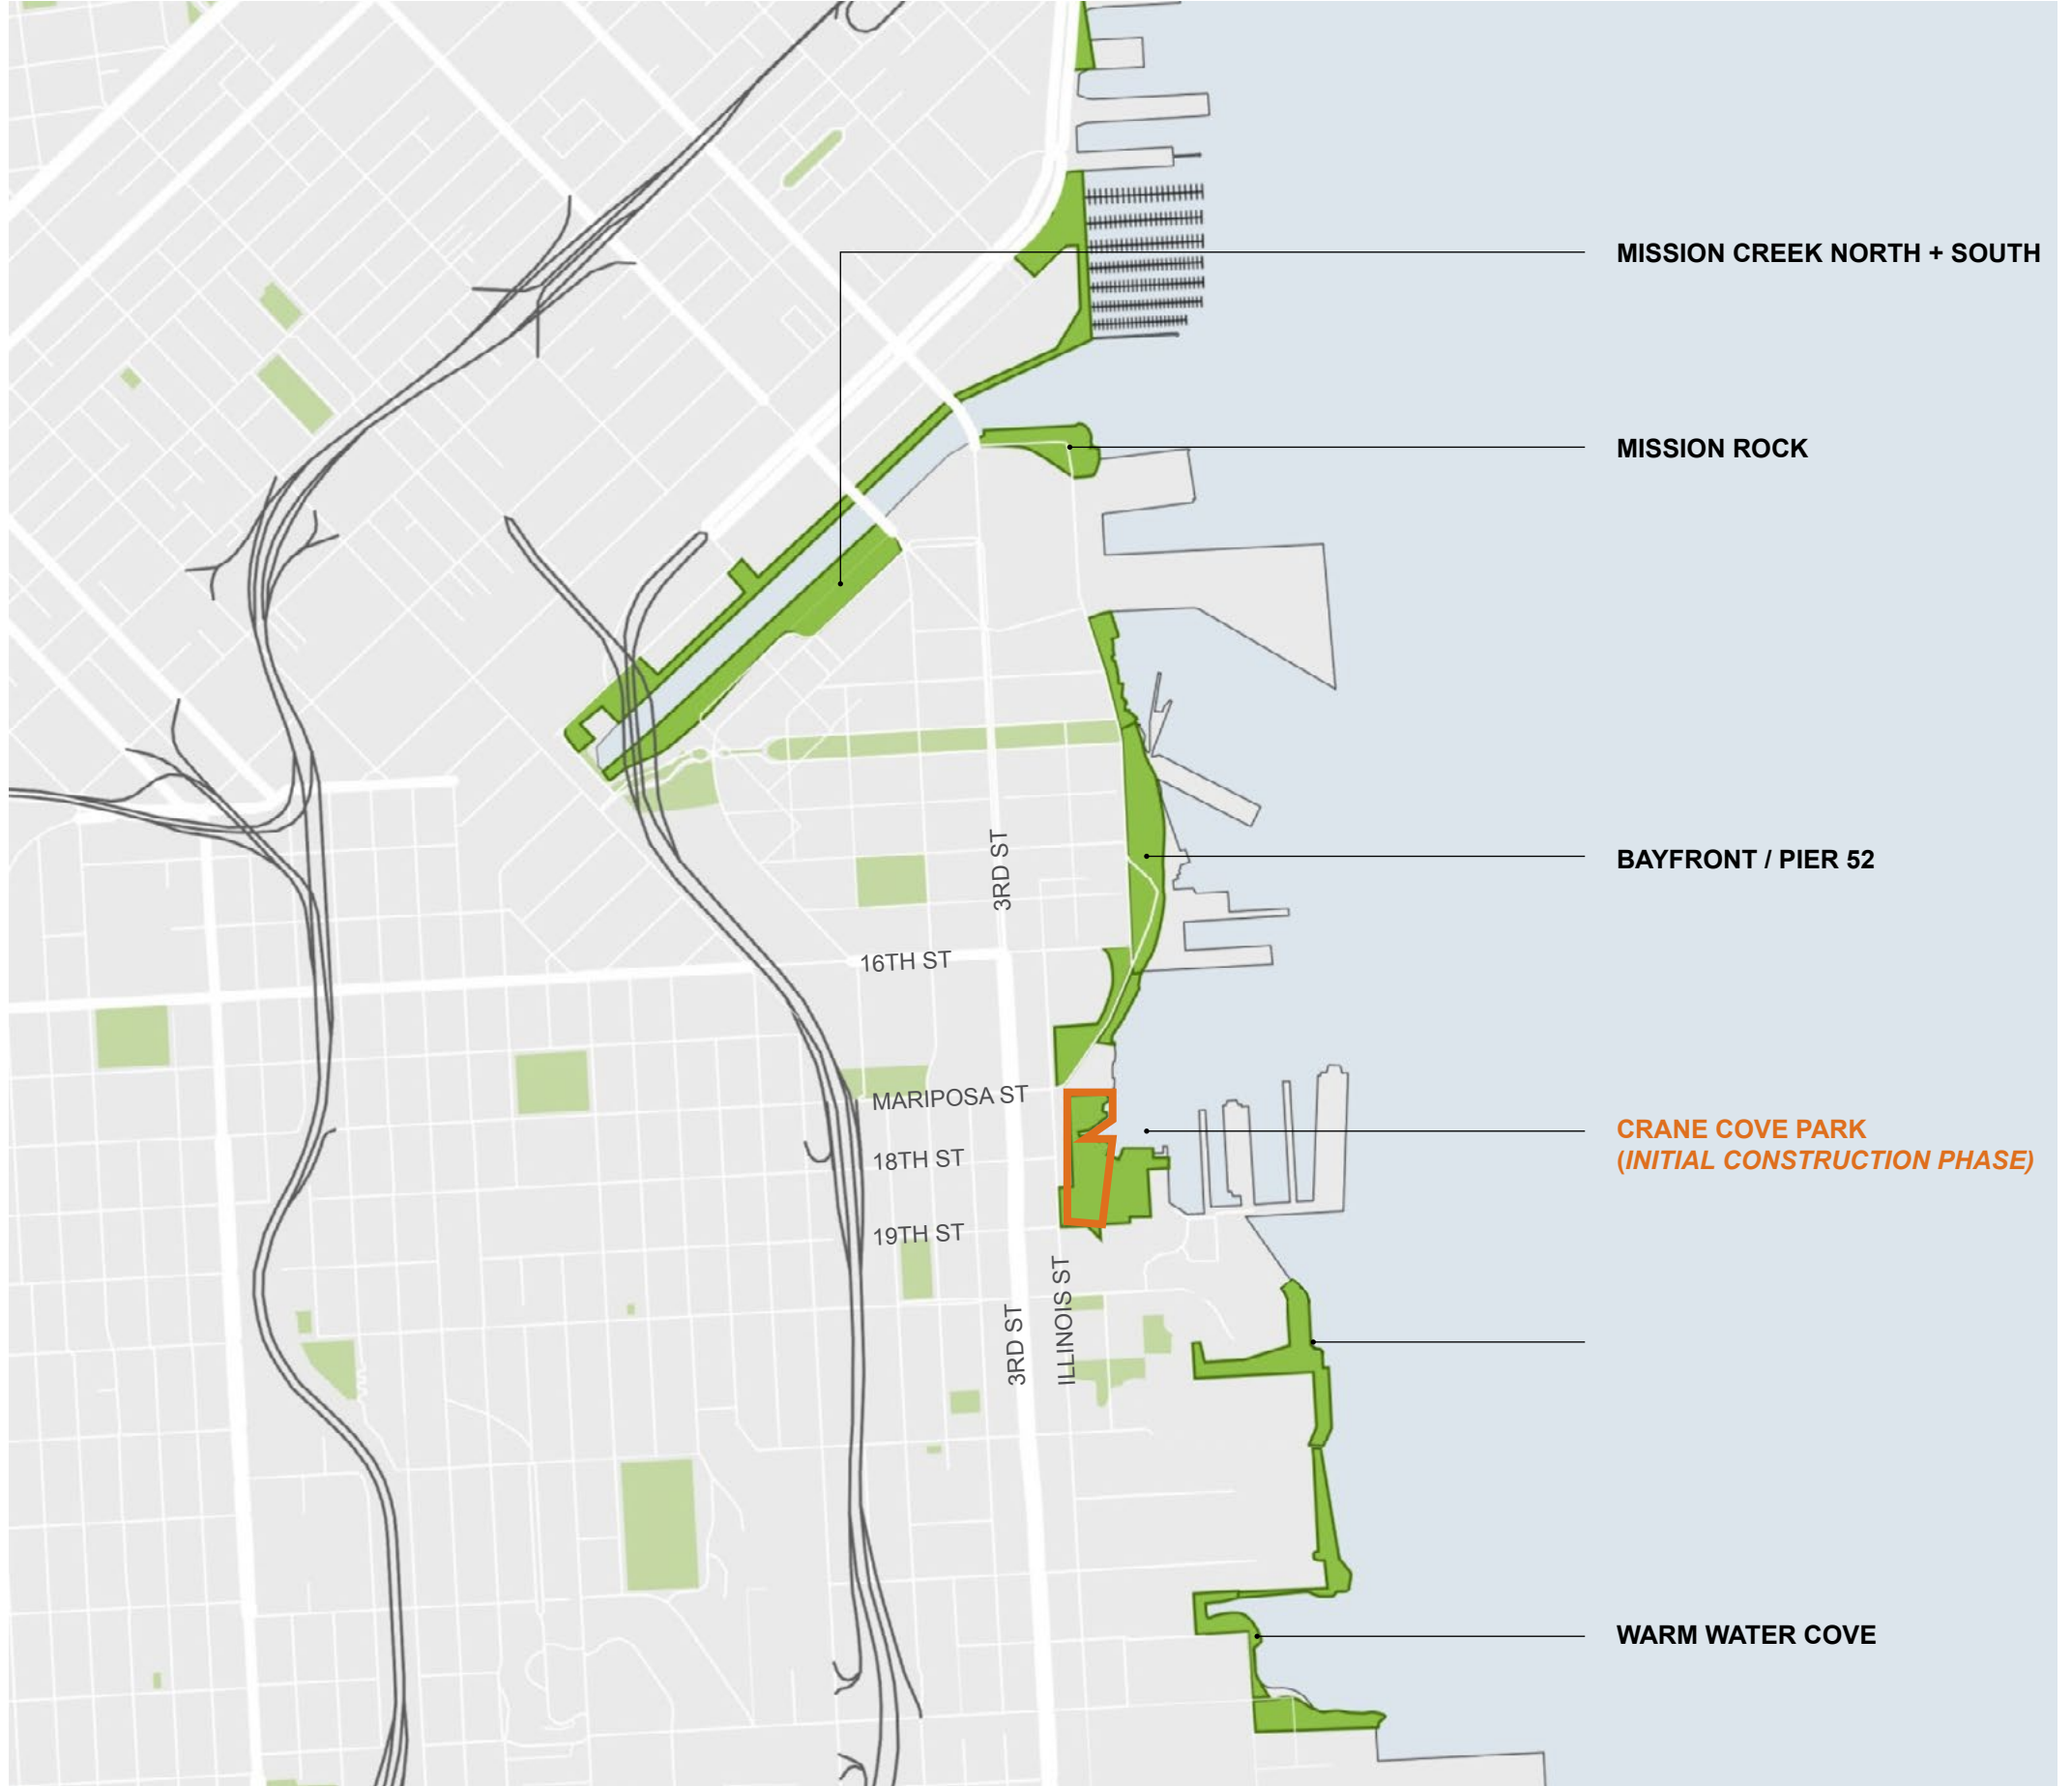 MISSION CREEK NORTH + SOUTH
MISSION ROCK
3RD ST
BAYFRONT / PIER 52
16TH ST
MARIPOSA ST
CRANE COVE PARK
(INITIAL CONSTRUCTION PHASE)
18TH ST
19TH ST
3RD ST
ILLINOIS ST
WARM WATER COVE